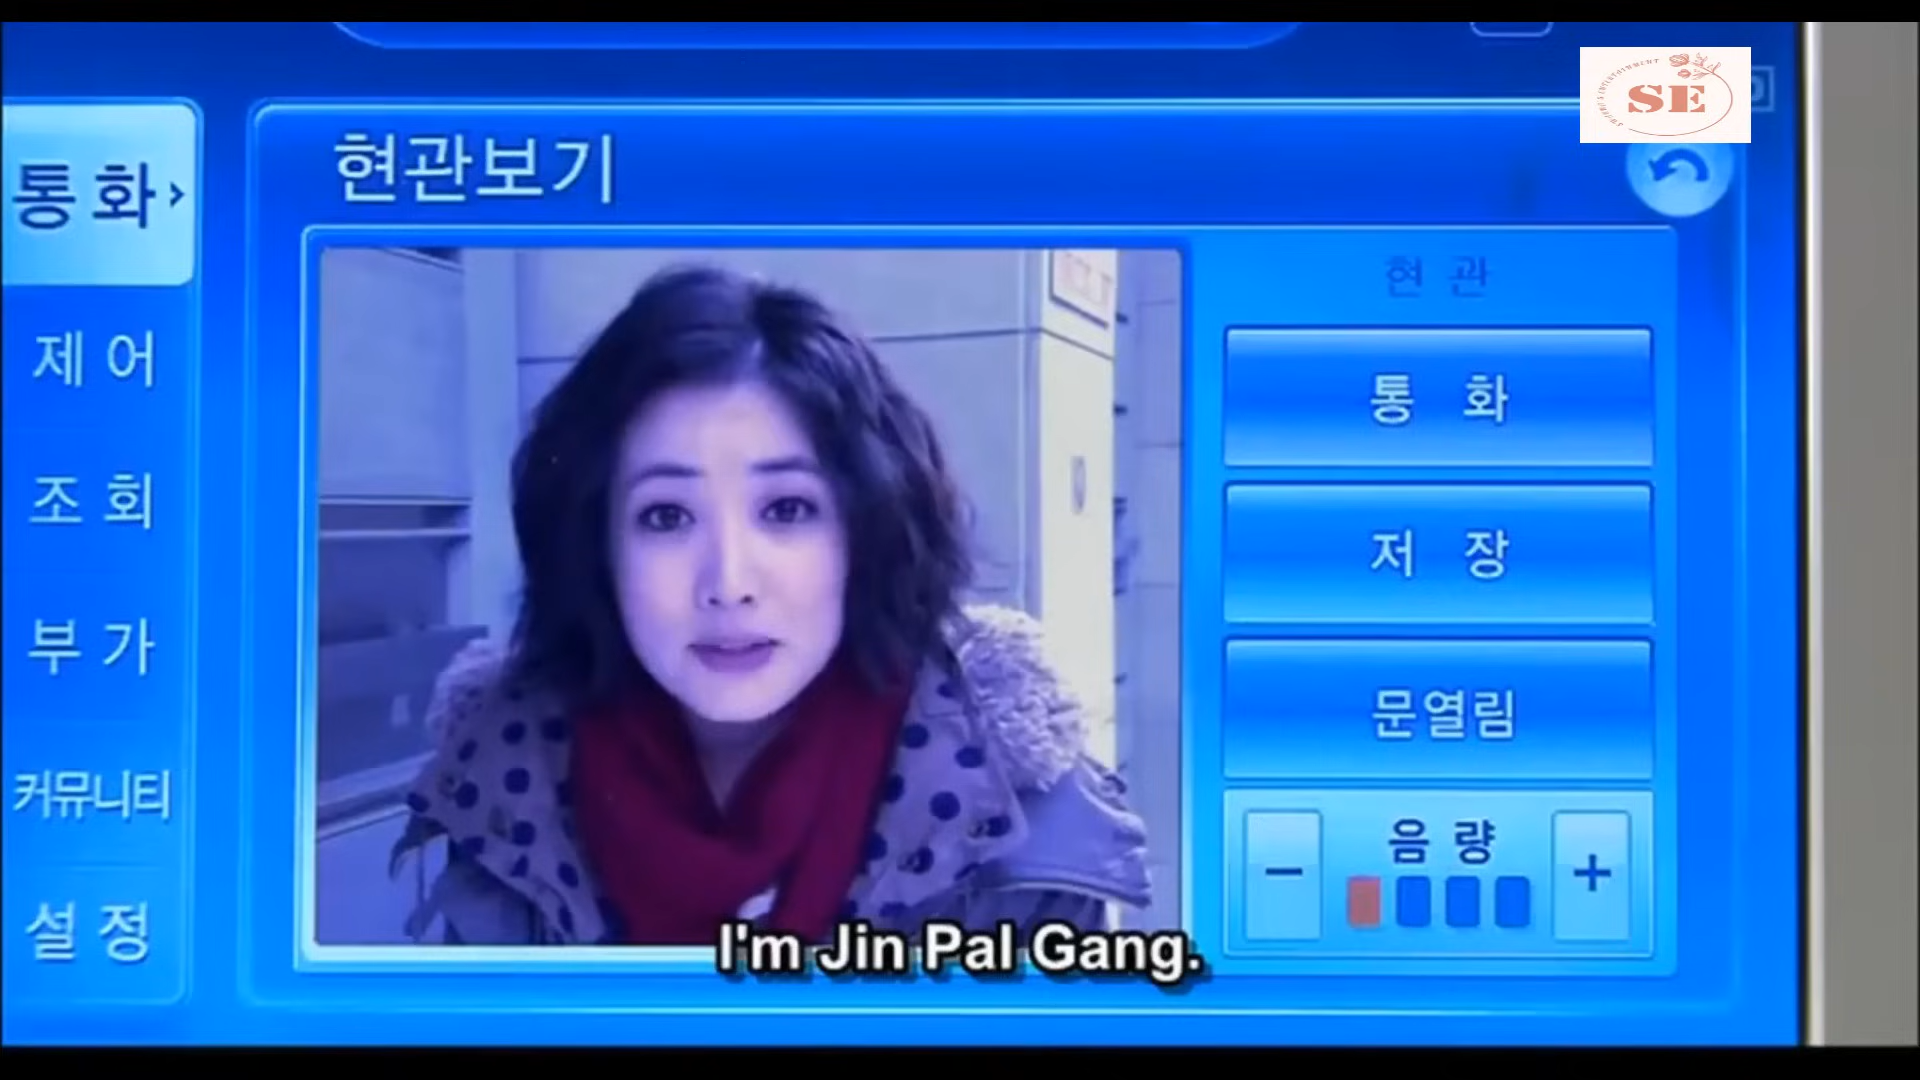 SE
현관보기
통화
제어
조회
부가
커뮤니티
설정
현관
통화
저장
문열림
음량
- +
I'm Jin Pal Gang.